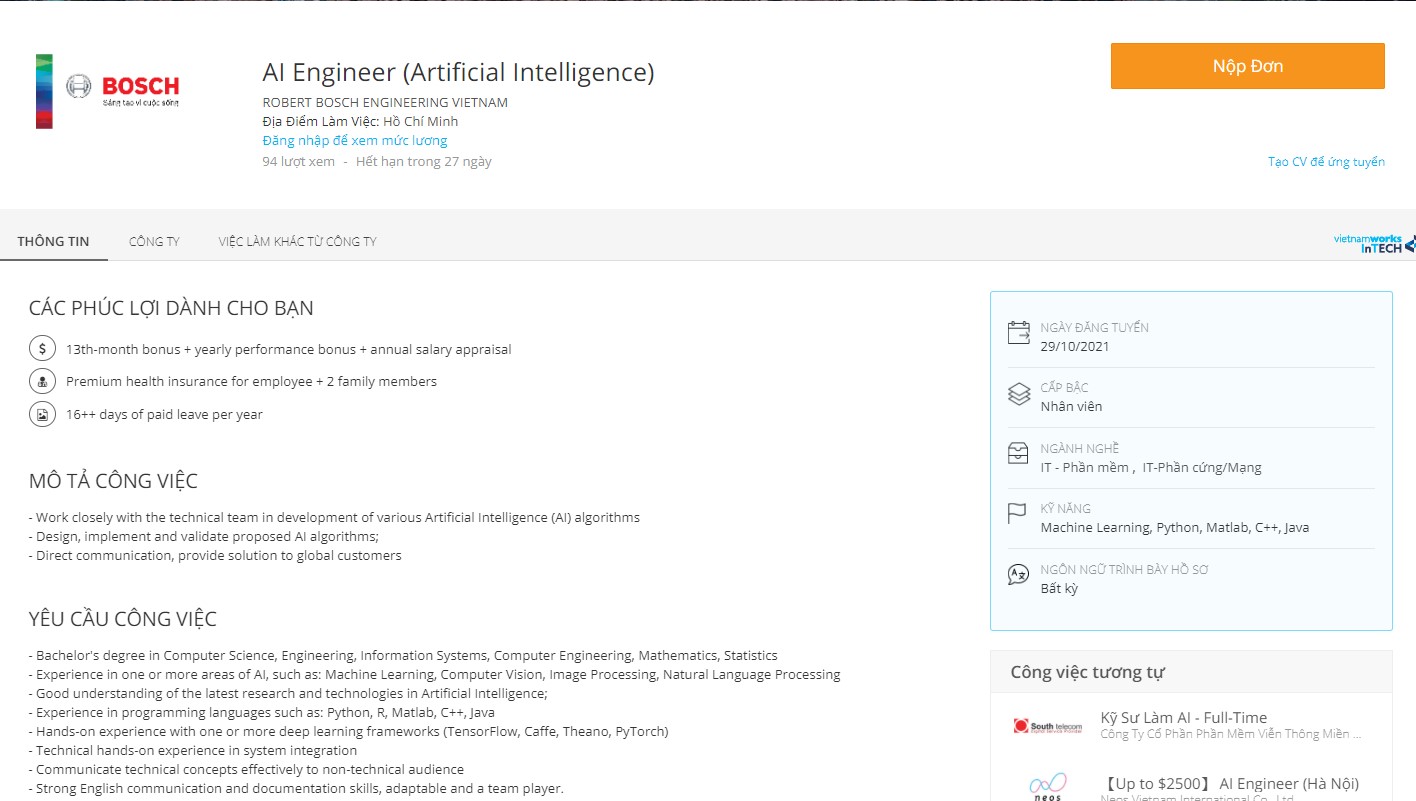 BOSCH
Sáng tạo vì cuộc sống
AI Engineer (Artificial Intelligence)
ROBERT BOSCH ENGINEERING VIETNAM
Địa Điểm Làm Việc: Hồ Chí Minh
Đăng nhập để xem mức lương
94 lượt xem - Hết hạn trong 27 ngày
Nộp Đơn
Tạo CV để ứng tuyển
THÔNG TIN
CÔNG TY
VIỆC LÀM KHÁC TỪ CÔNG TY
vietnamworks
InTECH
CÁC PHÚC LỢI DÀNH CHO BẠN
13th-month bonus + yearly performance bonus + annual salary appraisal
Premium health insurance for employee + 2 family members
16++ days of paid leave per year
MÔ TẢ CÔNG VIỆC
- Work closely with the technical team in development of various Artificial Intelligence (AI) algorithms
- Design, implement and validate proposed AI algorithms;
- Direct communication, provide solution to global customers
YÊU CẦU CÔNG VIỆC
- Bachelor's degree in Computer Science, Engineering, Information Systems, Computer Engineering, Mathematics, Statistics
- Experience in one or more areas of AI, such as: Machine Learning, Computer Vision, Image Processing, Natural Language Processing
- Good understanding of the latest research and technologies in Artificial Intelligence;
- Experience in programming languages such as: Python, R, Matlab, C++, Java
- Hands-on experience with one or more deep learning frameworks (TensorFlow, Caffe, Theano, PyTorch)
- Technical hands-on experience in system integration
- Communicate technical concepts effectively to non-technical audience
- Strong English communication and documentation skills, adaptable and a team player.
NGÀY ĐĂNG TUYỂN
29/10/2021
CẤP BẬC
Nhân viên
NGÀNH NGHỀ
IT - Phần mềm , IT-Phần cứng/Mạng
KỸ NĂNG
Machine Learning, Python, Matlab, C++, Java
NGÔN NGỮ TRÌNH BÀY HỒ SƠ
Bất kỳ
Công việc tương tự
South telecom
Kỹ Sư Làm AI - Full-Time
Công Ty Cổ Phần Phần Mềm Viễn Thông Miền ...
neos
【Up to $2500】 AI Engineer (Hà Nội)
Neos Vietnam International Co., Ltd